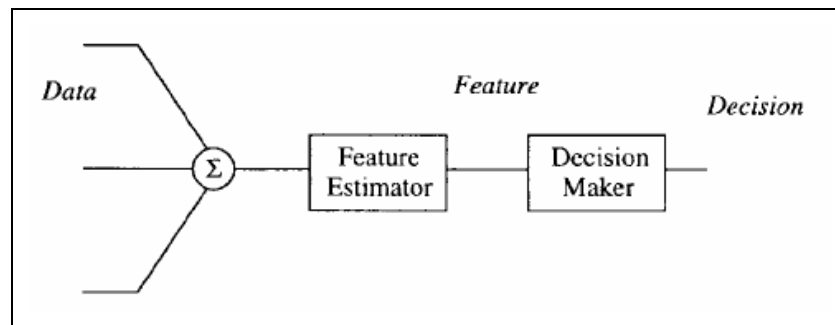 Feature
Data
Decision
Σ
Feature
Estimator
Decision
Maker